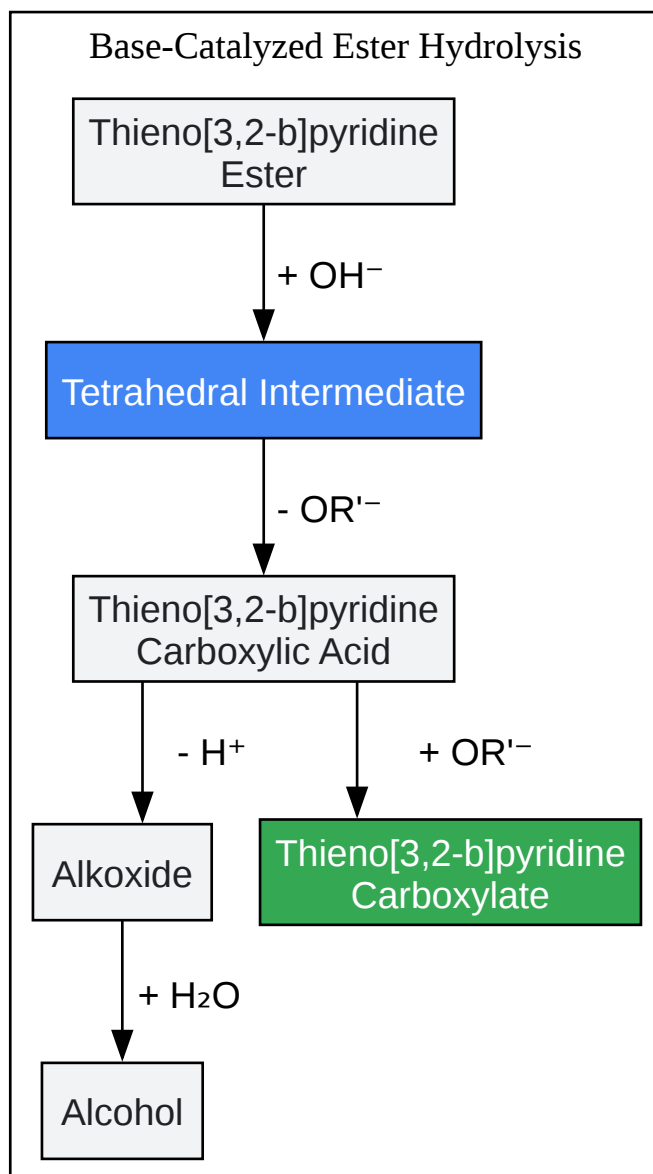 Base-Catalyzed Ester Hydrolysis
Thieno[3,2-b]pyridine
Ester
+ OH⁻
Tetrahedral Intermediate
- OR'⁻
Thieno[3,2-b]pyridine
Carboxylic Acid
- H⁺
+ OR'⁻
Alkoxide
Thieno[3,2-b]pyridine
Carboxylate
+ H₂O
Alcohol